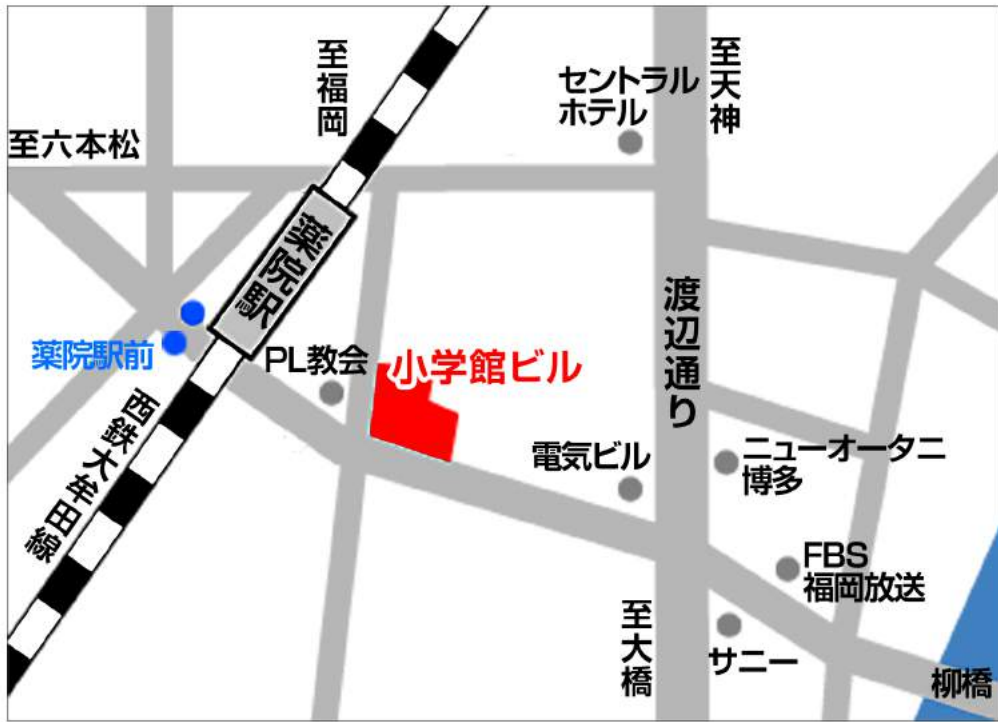 至福岡
至天神
セントラル
ホテル
至六本松
薬院駅
渡辺通り
薬院駅前
PL教会
小学館ビル
西鉄大牟田線
電気ビル
ニューオータニ
博多
FBS
福岡放送
至大橋
サニー
柳橋